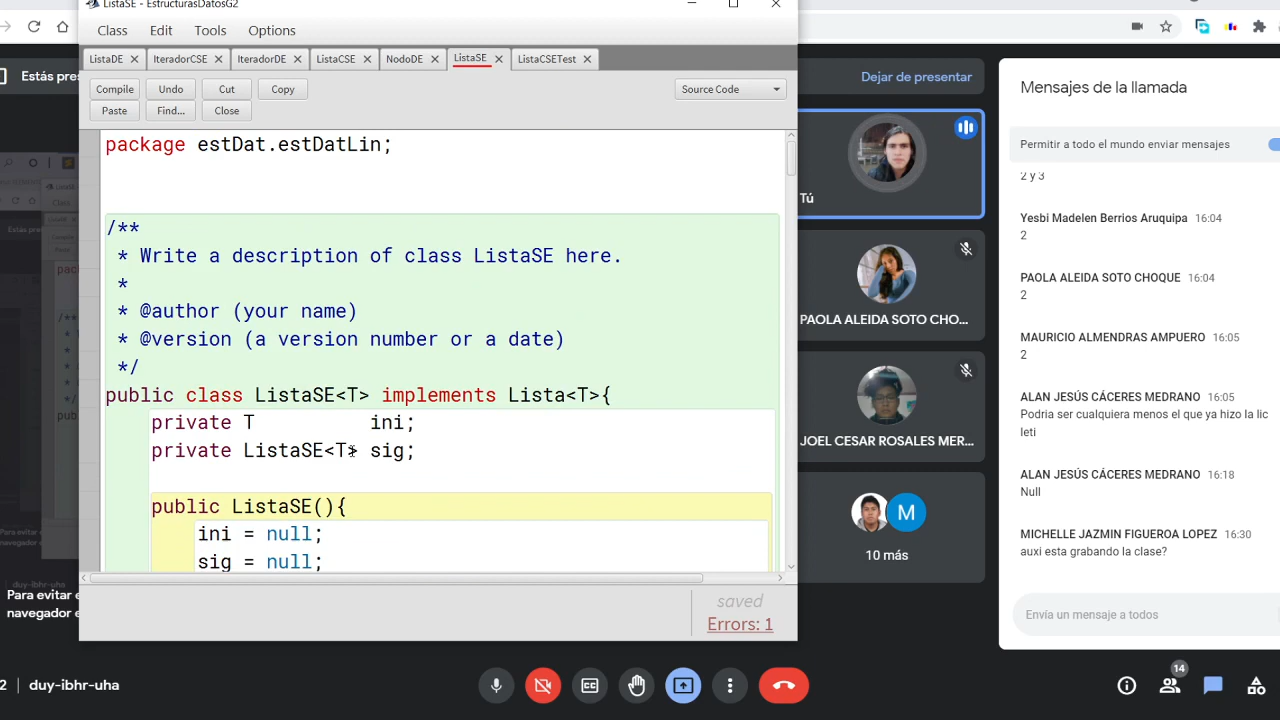 ListaSE - EstructurasDatosG2
Class Edit Tools Options
ListaDE IteradorCSE IteradorDE ListaCSE NodoDE ListaSE ListaCSETest
Compile Undo Cut Copy Source Code
Paste Find... Close
package estDat.estDatLin;
/**
* Write a description of class ListaSE here.
*
* @author (your name)
* @version (a version number or a date)
*/
public class ListaSE<T> implements Lista<T>{
private T ini;
private ListaSE<T> sig;
public ListaSE(){
ini = null;
sig = null;
saved
Errors: 1
Estás pres
Para evitar e
navegador e
duy-ibhr-uha
Para evitar e
navegador e
2 | duy-ibhr-uha
Dejar de presentar
Tú
PAOLA ALEIDA SOTO CHO...
JOEL CESAR ROSALES MER...
M
10 más
Mensajes de la llamada
Permitir a todo el mundo enviar mensajes
2 y 3
Yesbi Madelen Berrios Aruquipa 16:04
2
PAOLA ALEIDA SOTO CHOQUE 16:04
2
MAURICIO ALMENDRAS AMPUERO 16:05
2
ALAN JESÚS CÁCERES MEDRANO 16:05
Podria ser cualquiera menos el que ya hizo la lic
leti
ALAN JESÚS CÁCERES MEDRANO 16:18
Null
MICHELLE JAZMIN FIGUEROA LOPEZ 16:30
auxi esta grabando la clase?
Envía un mensaje a todos
14